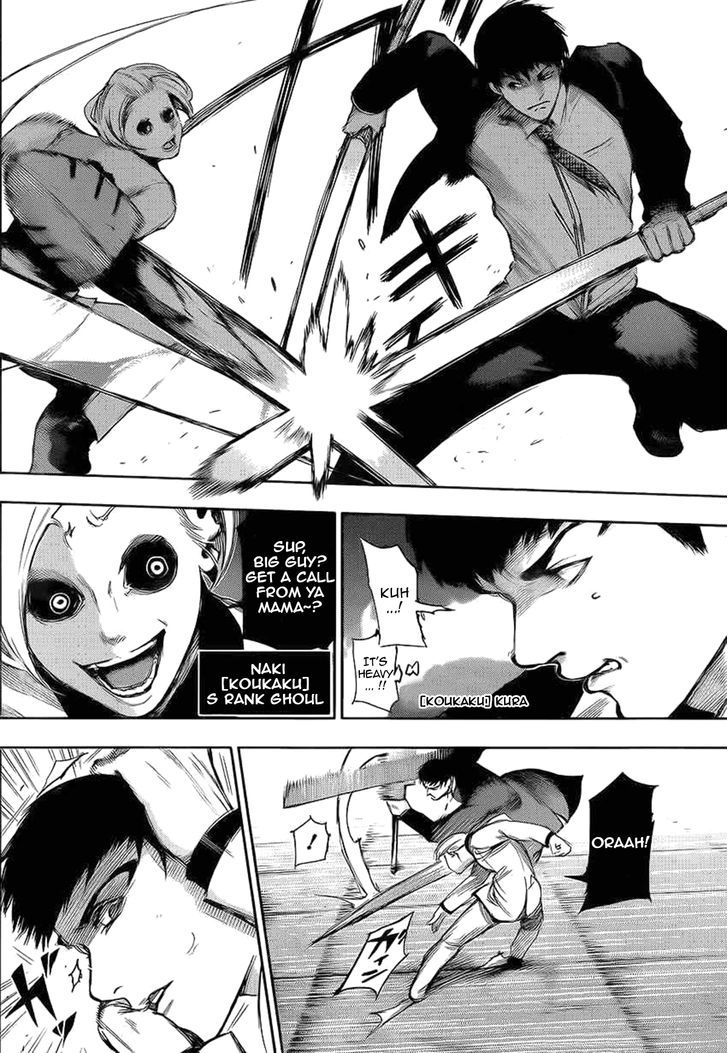 KUH
...!
IT'S
HEAVY
...!!
[KOUKAKU] KURA
SUP,
BIG GUY?
GET A CALL
FROM YA
MAMA~?
NAKI
[KOUKAKU]
S RANK GHOUL
ORAAH!
!